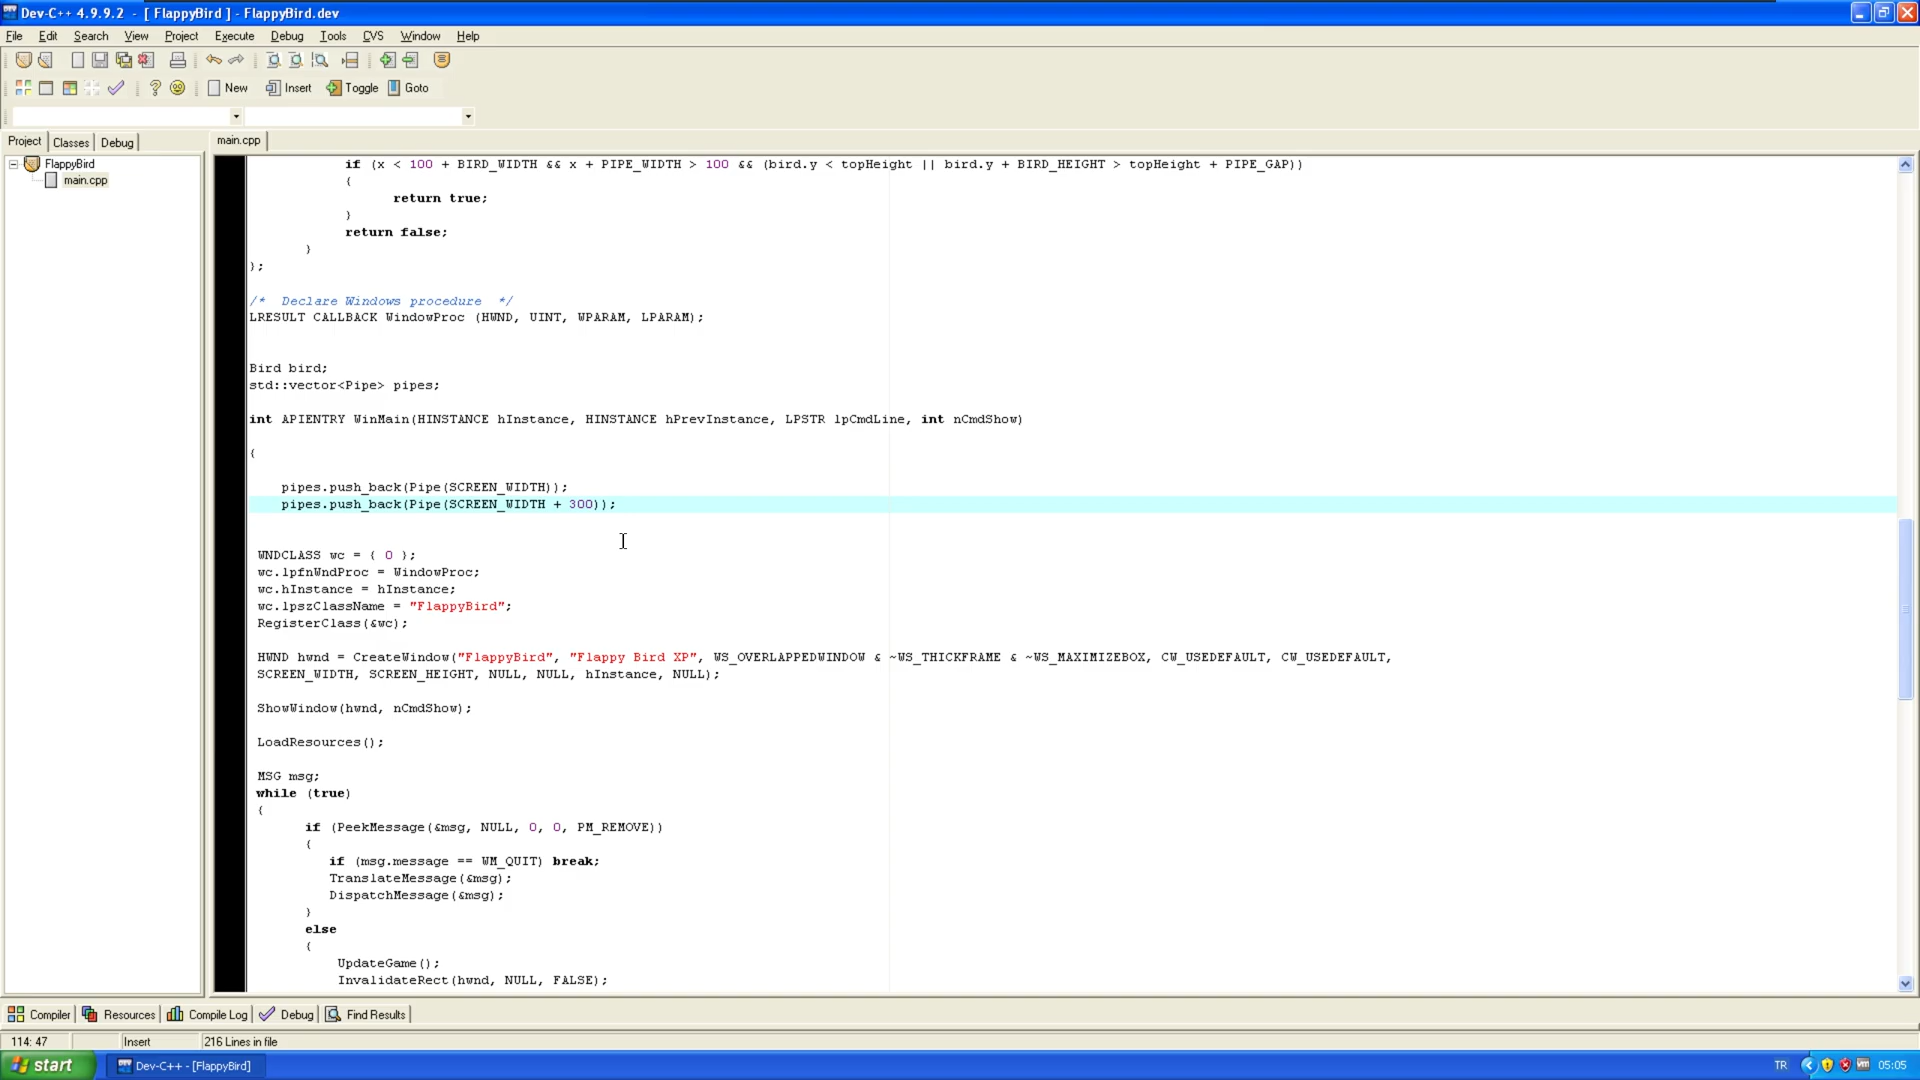 Dev-C++ 4.9.9.2 - [ FlappyBird ] - FlappyBird.dev
File Edit Search View Project Execute Debug Tools CVS Window Help
New Insert Toggle Goto
Project Classes Debug
main.cpp
FlappyBird
main.cpp
if (x < 100 + BIRD_WIDTH && x + PIPE_WIDTH > 100 && (bird.y < topHeight || bird.y + BIRD_HEIGHT > topHeight + PIPE_GAP))
{
return true;
}
return false;
}
};
/* Declare Windows procedure */
LRESULT CALLBACK WindowProc (HWND, UINT, WPARAM, LPARAM);
Bird bird;
std::vector<Pipe> pipes;
int APIENTRY WinMain(HINSTANCE hInstance, HINSTANCE hPrevInstance, LPSTR lpCmdLine, int nCmdShow)
{
pipes.push_back(Pipe(SCREEN_WIDTH));
pipes.push_back(Pipe(SCREEN_WIDTH + 300));
WNDCLASS wc = { 0 };
wc.lpfnWndProc = WindowProc;
wc.hInstance = hInstance;
wc.lpszClassName = "FlappyBird";
RegisterClass(&wc);
HWND hwnd = CreateWindow("FlappyBird", "Flappy Bird XP", WS_OVERLAPPEDWINDOW & ~WS_THICKFRAME & ~WS_MAXIMIZEBOX, CW_USEDEFAULT, CW_USEDEFAULT,
SCREEN_WIDTH, SCREEN_HEIGHT, NULL, NULL, hInstance, NULL);
ShowWindow(hwnd, nCmdShow);
LoadResources();
MSG msg;
while (true)
{
if (PeekMessage(&msg, NULL, 0, 0, PM_REMOVE))
{
if (msg.message == WM_QUIT) break;
TranslateMessage(&msg);
DispatchMessage(&msg);
}
else
{
UpdateGame();
InvalidateRect(hwnd, NULL, FALSE);
Compiler Resources Compile Log Debug Find Results
114: 47 Insert 216 Lines in file
start Dev-C++ - [FlappyBird] TR 05:05